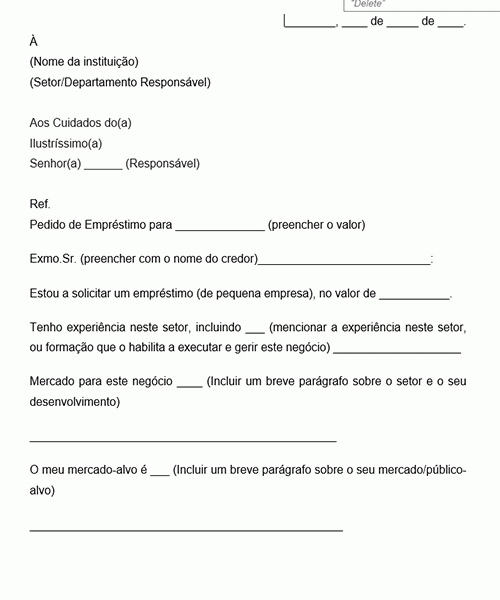 "Delete"
________, ____ de _____ de ____.
À
(Nome da instituição)
(Setor/Departamento Responsável)
Aos Cuidados do(a)
Ilustríssimo(a)
Senhor(a) ______ (Responsável)
Ref.
Pedido de Empréstimo para ______________ (preencher o valor)
Exmo.Sr. (preencher com o nome do credor)___________________________:
Estou a solicitar um empréstimo (de pequena empresa), no valor de ___________.
Tenho experiência neste setor, incluindo ___ (mencionar a experiência neste setor,
ou formação que o habilita a executar e gerir este negócio) ____________________
Mercado para este negócio ____ (Incluir um breve parágrafo sobre o setor e o seu
desenvolvimento)
________________________________________________
O meu mercado-alvo é ___ (Incluir um breve parágrafo sobre o seu mercado/público-
alvo)
_________________________________________________